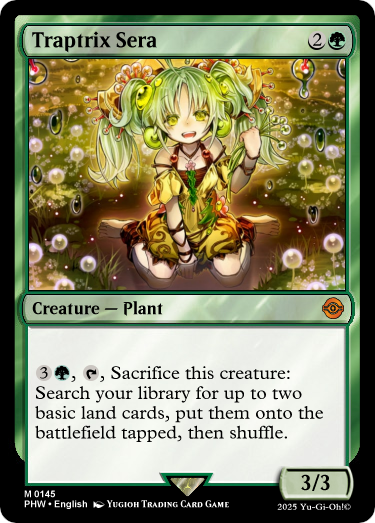 Traptrix Sera 2
Creature — Plant
3, , Sacrifice this creature:
Search your library for up to two
basic land cards, put them onto the
battlefield tapped, then shuffle.
3/3
M 0145
PHW • English Yugioh Trading Card Game
2025 Yu-Gi-Oh!©